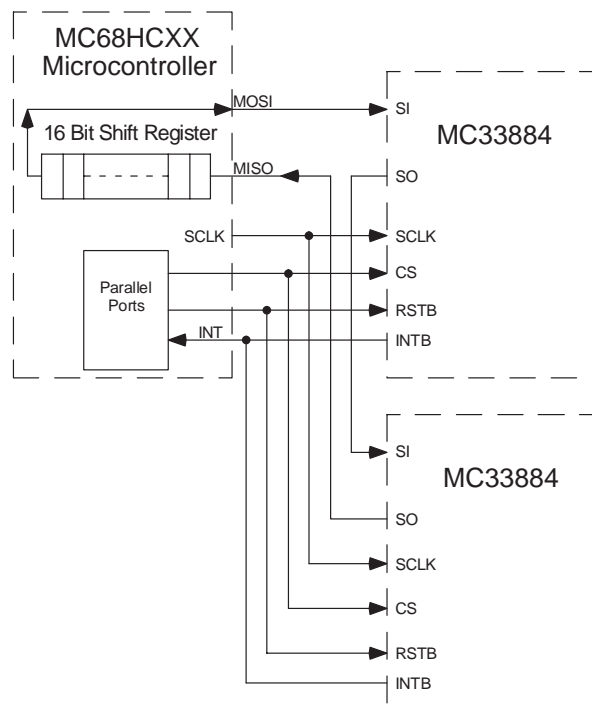 MC68HCXX
Microcontroller
MOSI
SI
16 Bit Shift Register
MC33884
MISO
SO
SCLK
SCLK
CS
Parallel
Ports
RSTB
INT
INTB
SI
MC33884
SO
SCLK
CS
RSTB
INTB